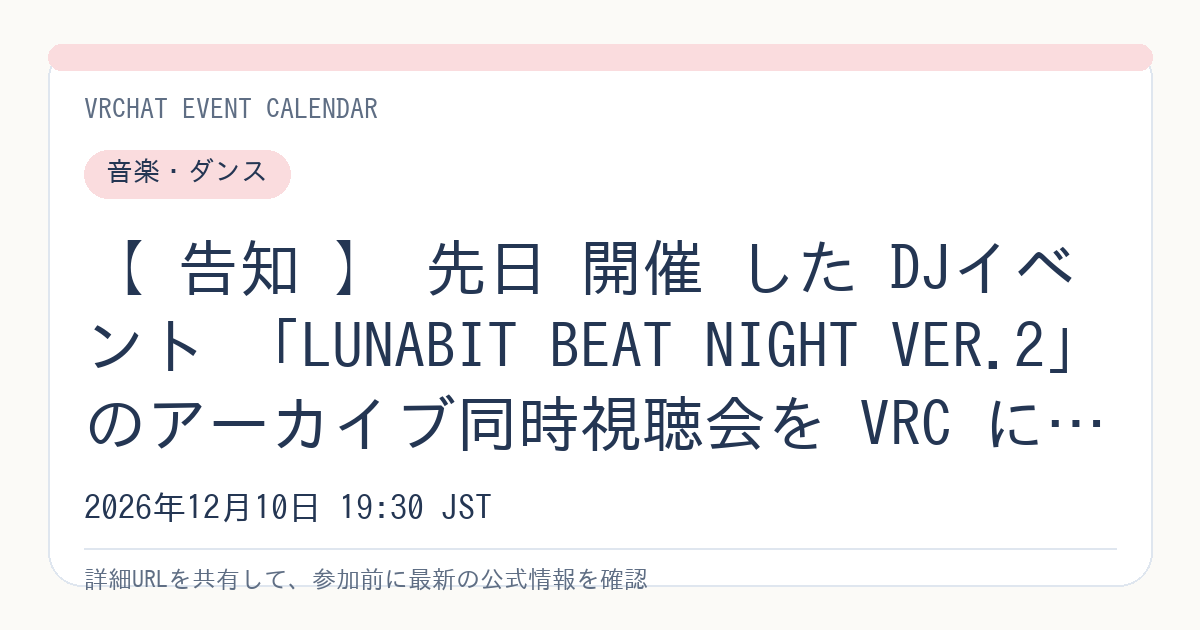 VRCHAT EVENT CALENDAR
音楽・ダンス
【 告知 】 先日 開催 した DJイベ
ント 「LUNABIT BEAT NIGHT VER.2」
のアーカイブ同時視聴会を VRC に…
2026年12月10日 19:30 JST
詳細URLを共有して、参加前に最新の公式情報を確認